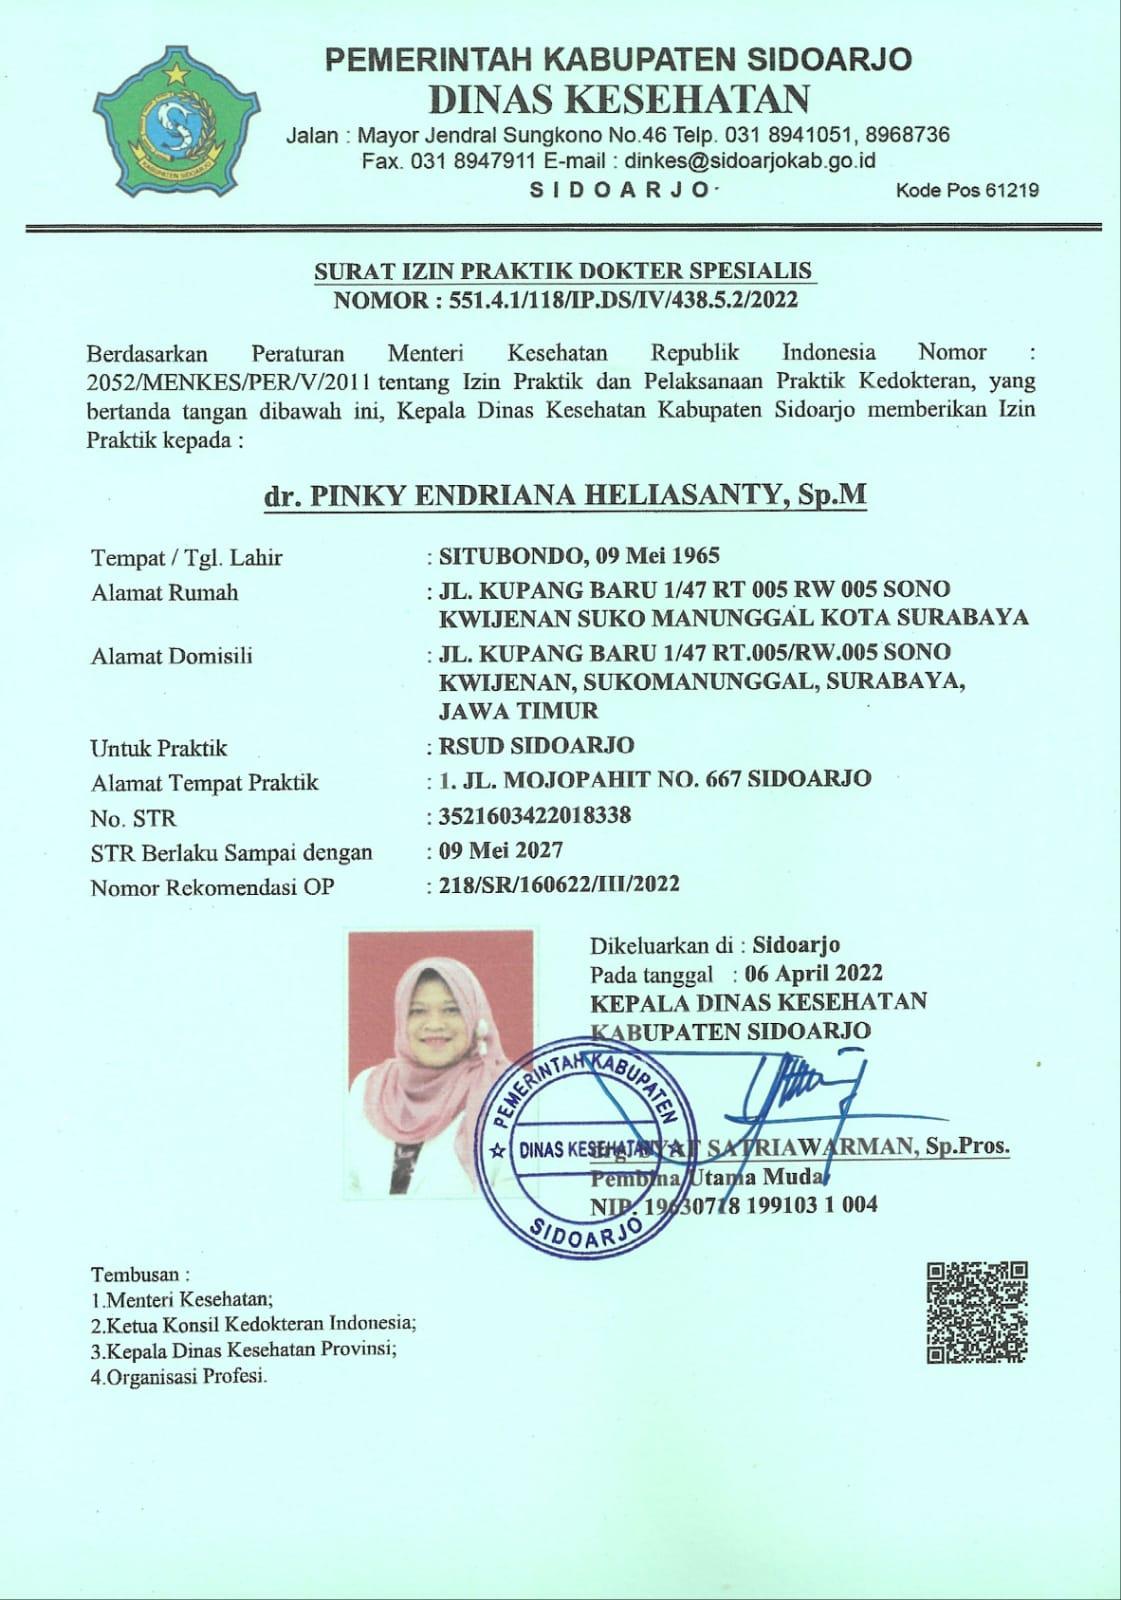 PEMERINTAH KABUPATEN SIDOARJO
DINAS KESEHATAN
Jalan : Mayor Jendral Sungkono No.46 Telp. 031 8941051, 8968736
Fax. 031 8947911 E-mail : dinkes@sidoarjokab.go.id
S I D O A R J O
Kode Pos 61219
KABUPATEN SIDOARJO
SURAT IZIN PRAKTIK DOKTER SPESIALIS
NOMOR : 551.4.1/118/IP.DS/IV/438.5.2/2022
Berdasarkan Peraturan Menteri Kesehatan Republik Indonesia Nomor :
2052/MENKES/PER/V/2011 tentang Izin Praktik dan Pelaksanaan Praktik Kedokteran, yang
bertanda tangan dibawah ini, Kepala Dinas Kesehatan Kabupaten Sidoarjo memberikan Izin
Praktik kepada :
dr. PINKY ENDRIANA HELIASANTY, Sp.M
Tempat / Tgl. Lahir : SITUBONDO, 09 Mei 1965
Alamat Rumah : JL. KUPANG BARU 1/47 RT 005 RW 005 SONO
KWIJENAN SUKO MANUNGGAL KOTA SURABAYA
Alamat Domisili : JL. KUPANG BARU 1/47 RT.005/RW.005 SONO
KWIJENAN, SUKOMANUNGGAL, SURABAYA,
JAWA TIMUR
Untuk Praktik : RSUD SIDOARJO
Alamat Tempat Praktik : 1. JL. MOJOPAHIT NO. 667 SIDOARJO
No. STR : 3521603422018338
STR Berlaku Sampai dengan : 09 Mei 2027
Nomor Rekomendasi OP : 218/SR/160622/III/2022
Dikeluarkan di : Sidoarjo
Pada tanggal : 06 April 2022
KEPALA DINAS KESEHATAN
KABUPATEN SIDOARJO
PEMERINTAH KABUPATEN
DINAS KESEHATAN
SIDOARJO
SATRIAWARMAN, Sp.Pros.
Pembina Utama Muda
NIP. 19630718 199103 1 004
Tembusan :
1.Menteri Kesehatan;
2.Ketua Konsil Kedokteran Indonesia;
3.Kepala Dinas Kesehatan Provinsi;
4.Organisasi Profesi.